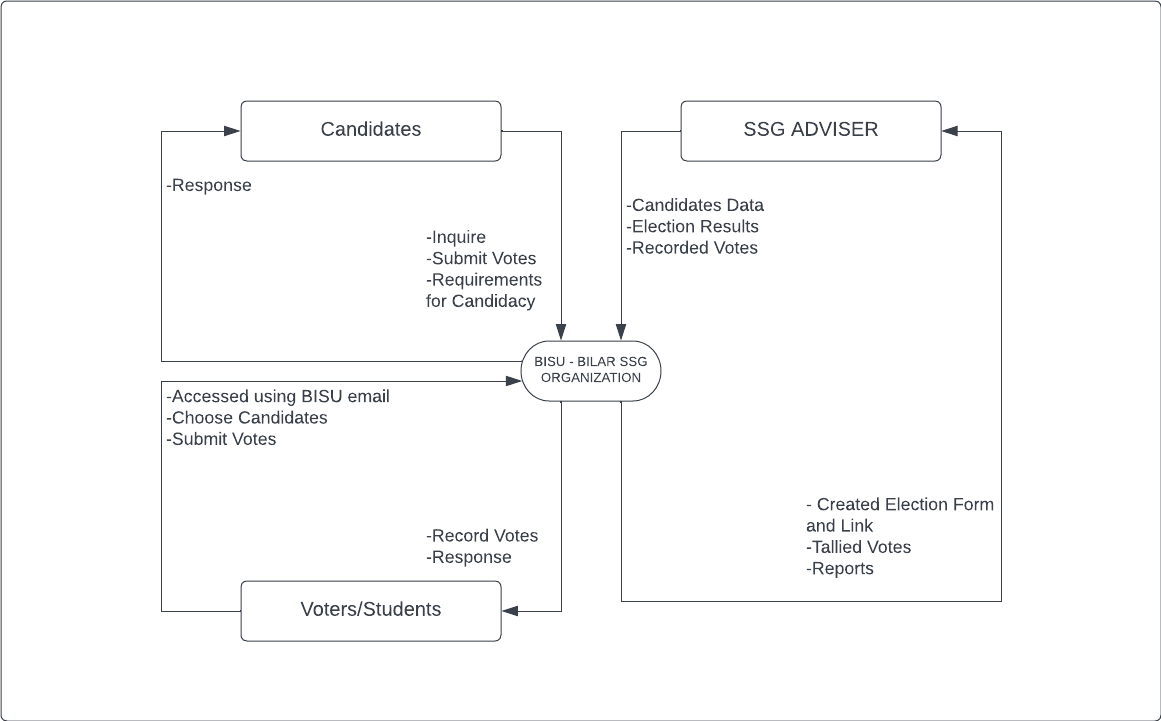 Candidates
SSG ADVISER
-Response
-Candidates Data
-Election Results
-Recorded Votes
-Inquire
-Submit Votes
-Requirements
for Candidacy
BISU - BILAR SSG
ORGANIZATION
-Accessed using BISU email
-Choose Candidates
-Submit Votes
- Created Election Form
and Link
-Tallied Votes
-Reports
-Record Votes
-Response
Voters/Students